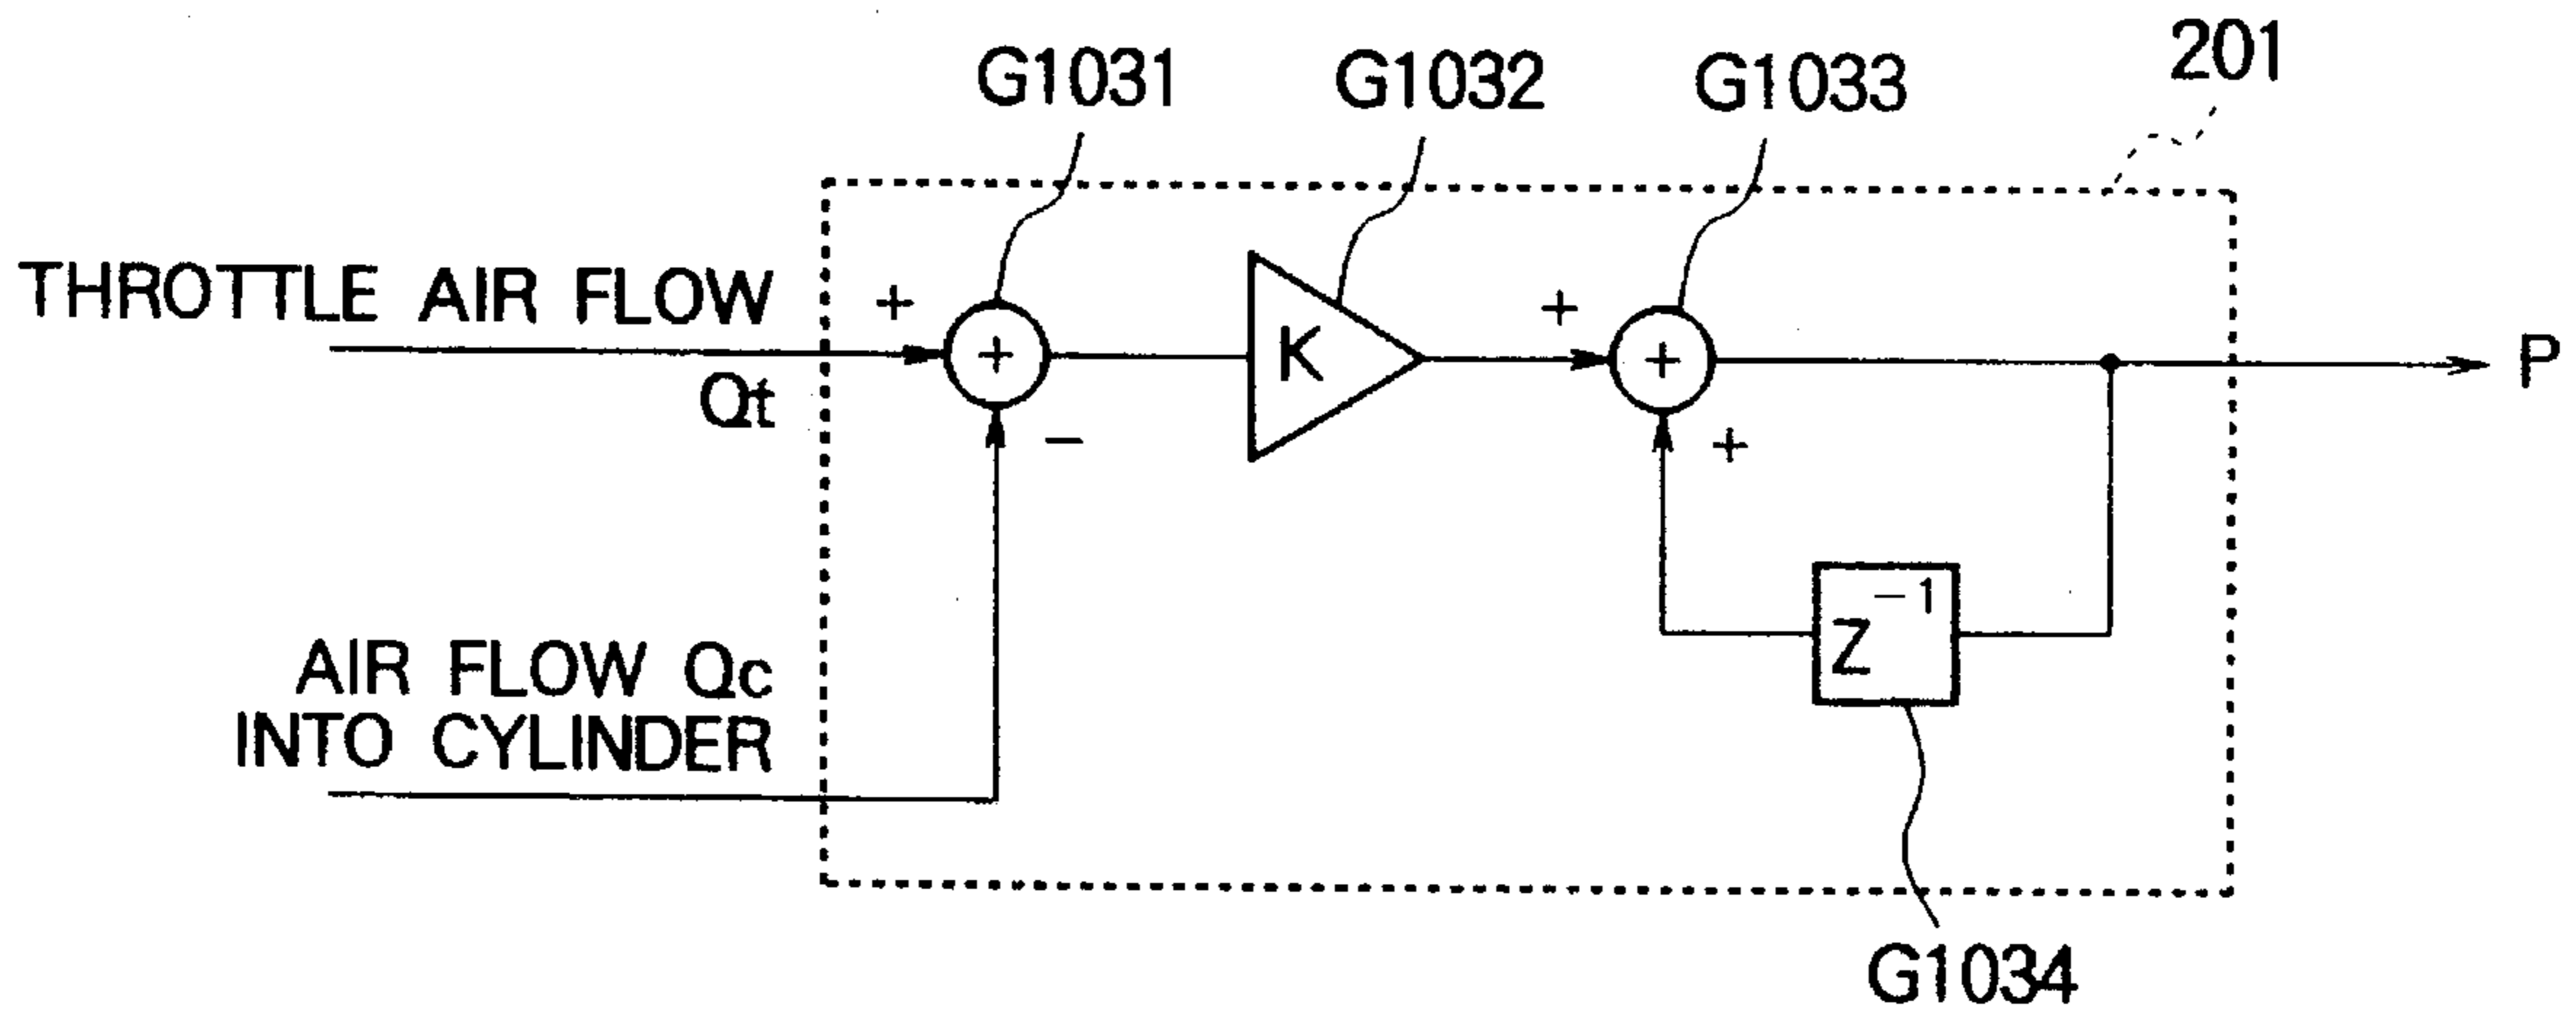 G1031
G1032
G1033
201
THROTTLE AIR FLOW
Qt
+
+
-
K
+
+
+
P
AIR FLOW Qc
INTO CYLINDER
Z-1
G1034